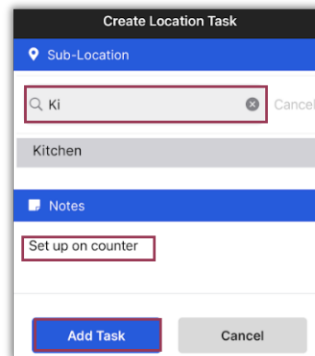 Create Location Task
Sub-Location
Ki Cancel
Kitchen
Notes
Set up on counter
Add Task Cancel